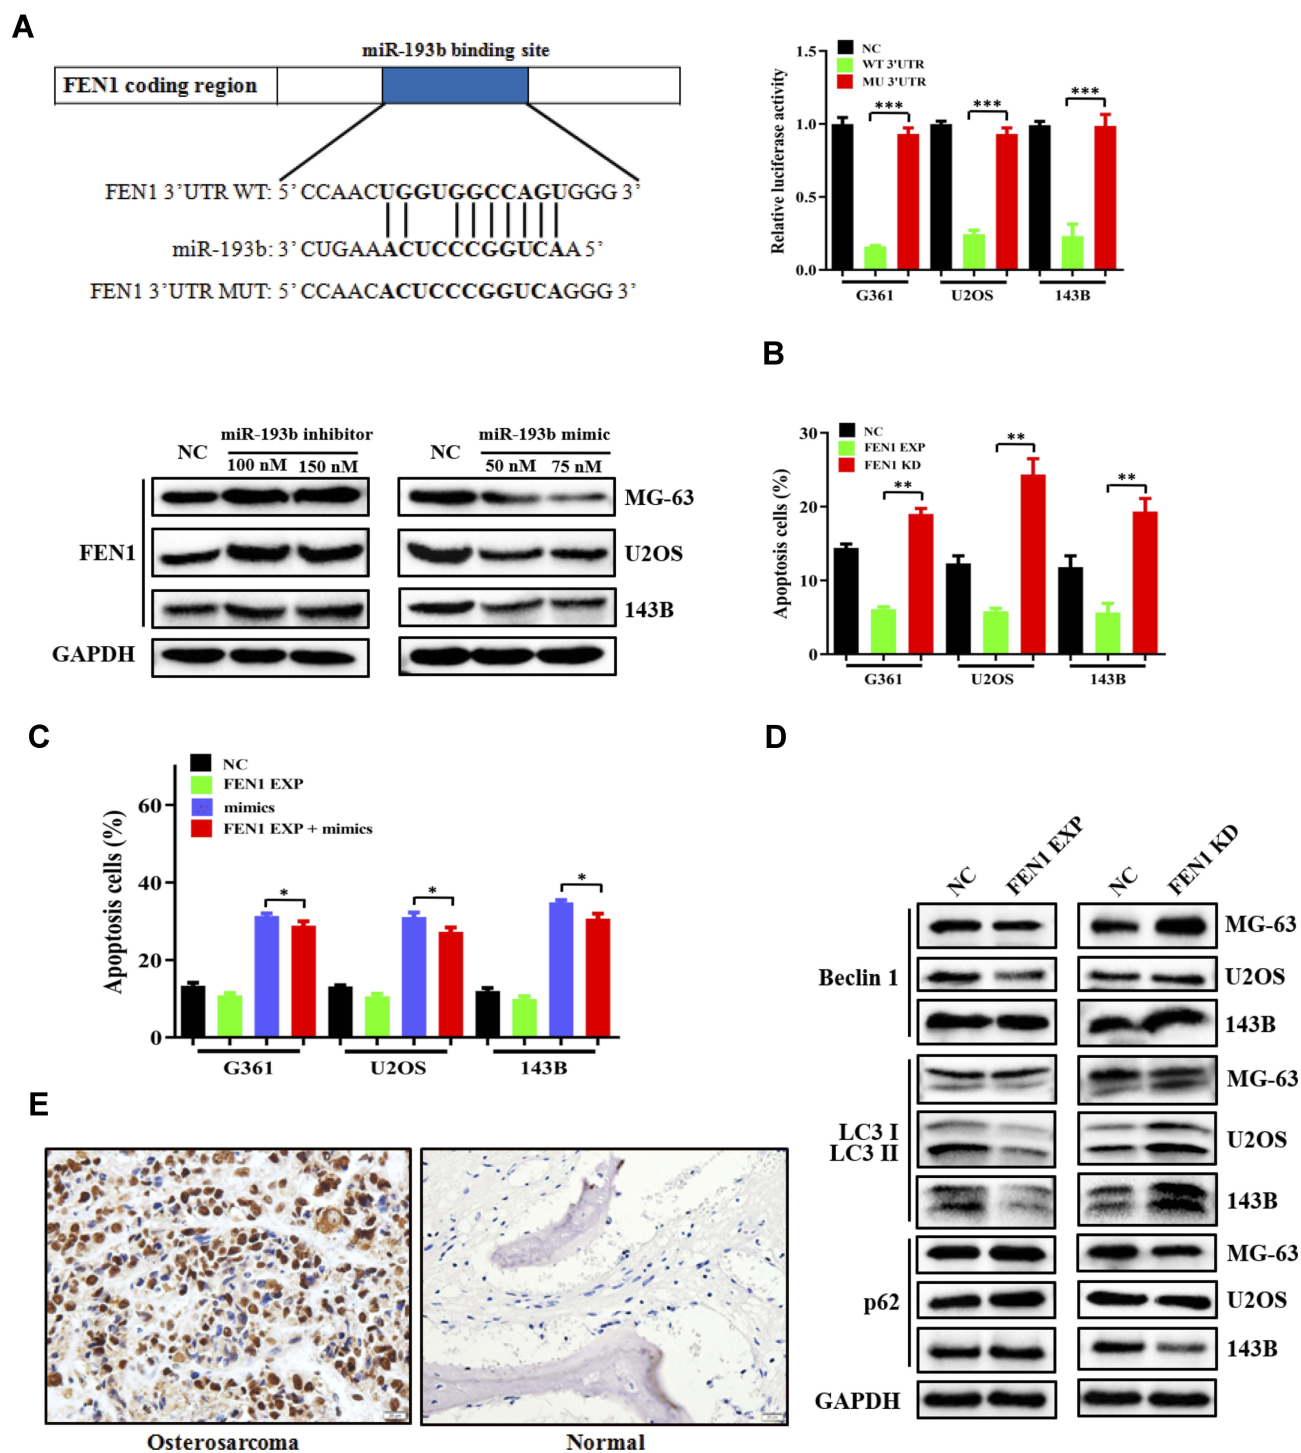 A
miR-193b binding site
FEN1 coding region
FEN1 3'UTR WT: 5' CCAACUGGUGGCCAGUGGG 3'
miR-193b: 3' CUGAAACUCCCGGUCAA 5'
FEN1 3'UTR MUT: 5' CCAACACUCCCGGUCAGGG 3'
NC
WT 3'UTR
MU 3'UTR
Relative luciferase activity
1.5
1.0
0.5
0.0
***
***
***
G361
U2OS
143B
NC
miR-193b inhibitor
100 nM
150 nM
NC
miR-193b mimic
50 nM
75 nM
FEN1
MG-63
U2OS
143B
GAPDH
B
NC
FEN1 EXP
FEN1 KD
Apoptosis cells (%)
30
20
10
0
**
**
**
G361
U2OS
143B
C
NC
FEN1 EXP
mimics
FEN1 EXP + mimics
Apoptosis cells (%)
60
40
20
0
*
*
*
G361
U2OS
143B
D
NC
FEN1 EXP
NC
FEN1 KD
Beclin 1
MG-63
U2OS
143B
LC3 I
LC3 II
MG-63
U2OS
143B
p62
MG-63
U2OS
143B
GAPDH
E
Osterosarcoma
Normal